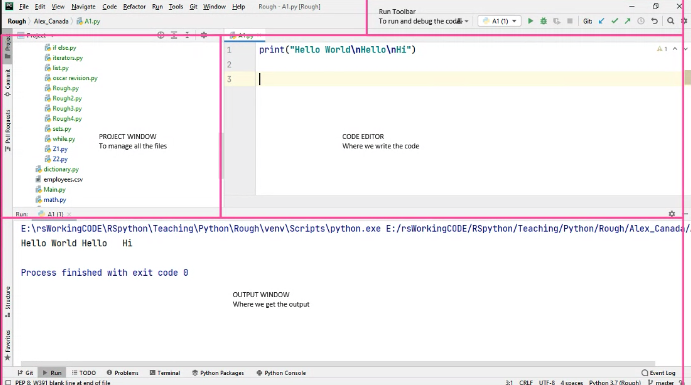 File Edit View Navigate Code Refactor Run Tools Git Window Help Rough - A1.py [Rough]
Rough Alex_Canada A1.py
Run Toolbar
To run and debug the code
A1 (1)
Git:
Project
A1.py
if else.py
iterators.py
list.py
oscar revision.py
Rough.py
Rough2.py
Rough3.py
Rough4.py
sets.py
while.py
Z1.py
Z2.py
dictionary.py
employees.csv
Main.py
math.py
Commit
Pull Requests
PROJECT WINDOW
To manage all the files
1 print("Hello World\nHello\nHi")
2
3
1
CODE EDITOR
Where we write the code
Run: A1 (1)
E:\rsWorkingCODE\RSpython\Teaching\Python\Rough\venv\Scripts\python.exe E:/rsWorkingCODE/RSpython/Teaching/Python/Rough/Alex_Canada/
Hello World Hello Hi
Process finished with exit code 0
OUTPUT WINDOW
Where we get the output
Structure
Favorites
Git Run TODO Problems Terminal Python Packages Python Console Event Log
PEP 8: W391 blank line at end of file 3:1 CRLF UTF-8 4 spaces Python 3.7 (Rough) master